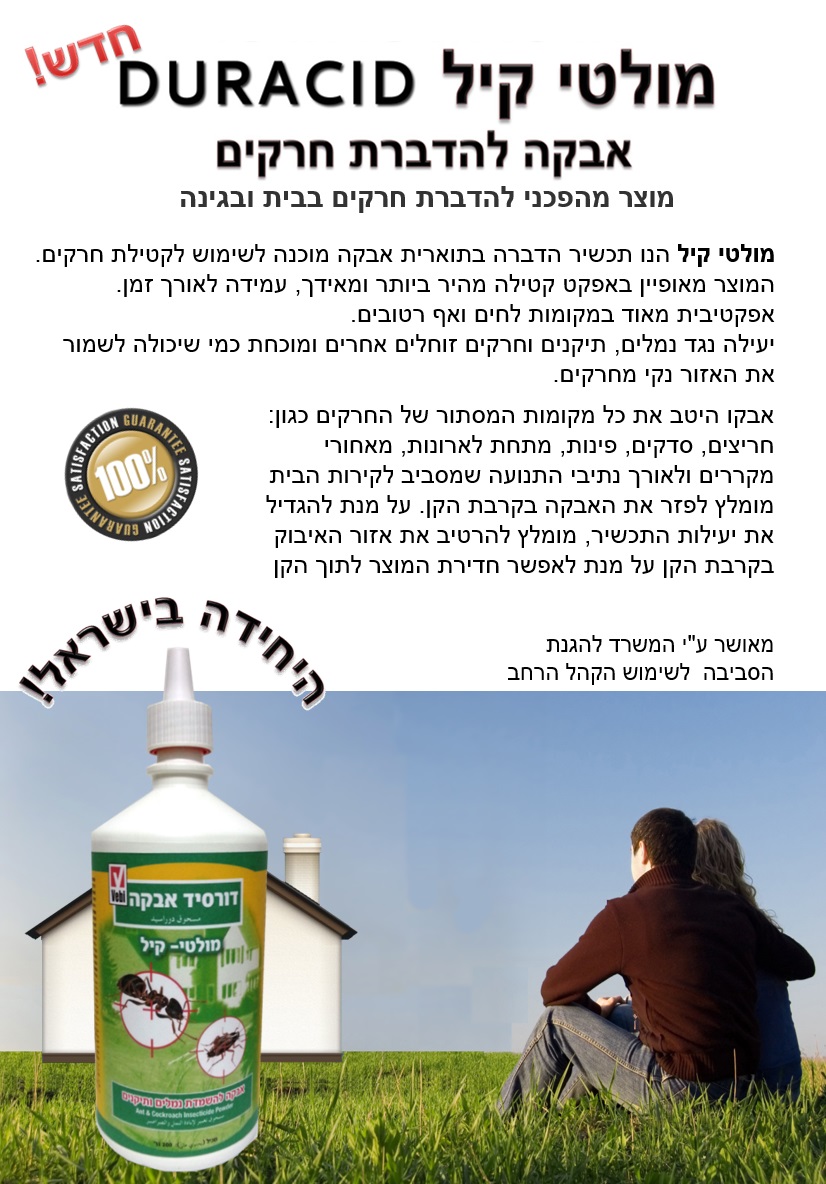 חדש!
מולטי קיל DURACID
אבקה להדברת חרקים
מוצר מהפכני להדברת חרקים בבית ובגינה
מולטי קיל הנו תכשיר הדברה בתוארית אבקה מוכנה לשימוש לקטילת חרקים.
המוצר מאופיין באפקט קטילה מהיר ביותר ומאידך, עמידה לאורך זמן.
אפקטיבית מאוד במקומות לחים ואף רטובים.
יעילה נגד נמלים, תיקנים וחרקים זוחלים אחרים ומוכחת כמי שיכולה לשמור
את האזור נקי מחרקים.
אבקו היטב את כל מקומות המסתור של החרקים כגון:
חריצים, סדקים, פינות, מתחת לארונות, מאחורי
מקררים ולאורך נתיבי התנועה שמסביב לקירות הבית
מומלץ לפזר את האבקה בקרבת הקן. על מנת להגדיל
את יעילות התכשיר, מומלץ להרטיב את אזור האיבוק
בקרבת הקן על מנת לאפשר חדירת המוצר לתוך הקן
SATISFACTION GUARANTEE SATISFACTION GUARANTEE
100%
מאושר ע"י המשרד להגנת
הסביבה לשימוש הקהל הרחב
היחידה בישראל!
Vebi
דורסיד אבקה
مسحوق دوراسيد
מולטי- קיל
אבקה להשמדת נמלים ותיקנים
Ant & Cockroach Insecticide Powder